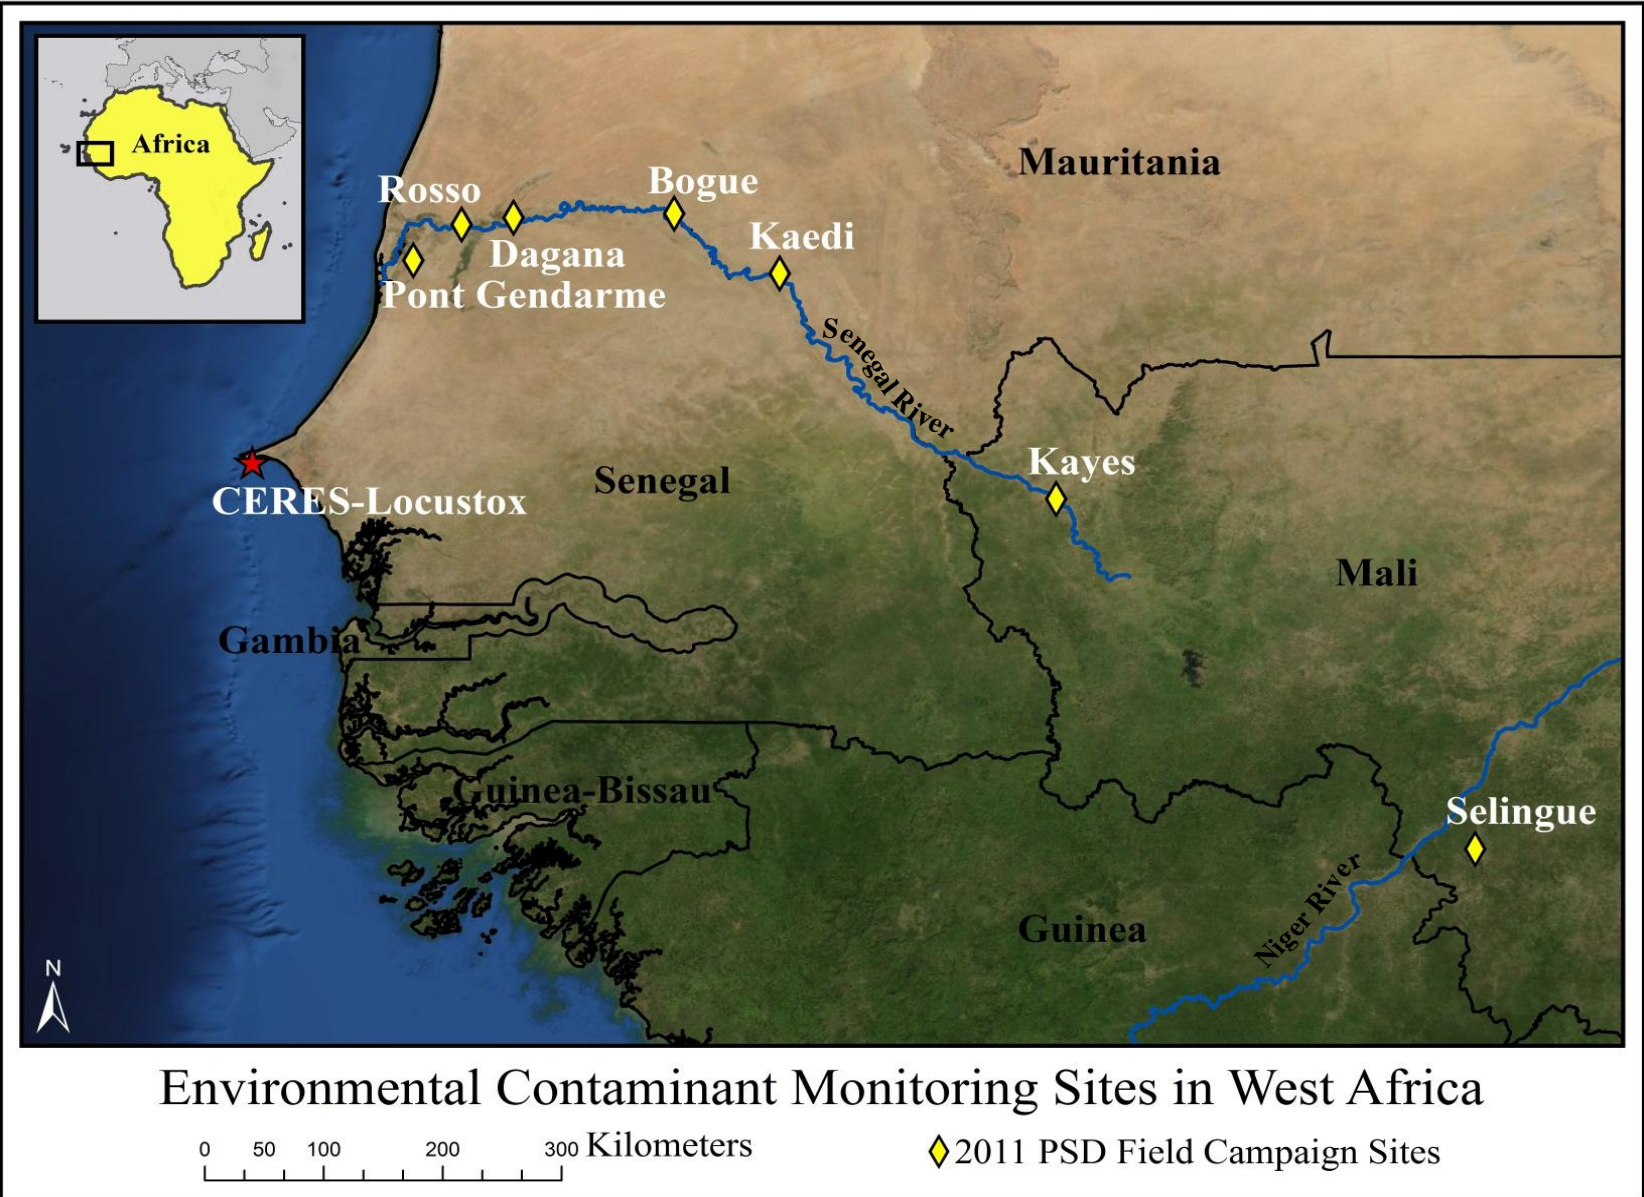 Africa
Mauritania
Rosso
Bogue
Kaedi
Dagana
Pont Gendarme
Senegal River
Kayes
Senegal
CERES-Locustox
Mali
Gambia
Guinea-Bissau
Selingue
Niger River
Guinea
N
Environmental Contaminant Monitoring Sites in West Africa
0 50 100 200 300 Kilometers
2011 PSD Field Campaign Sites